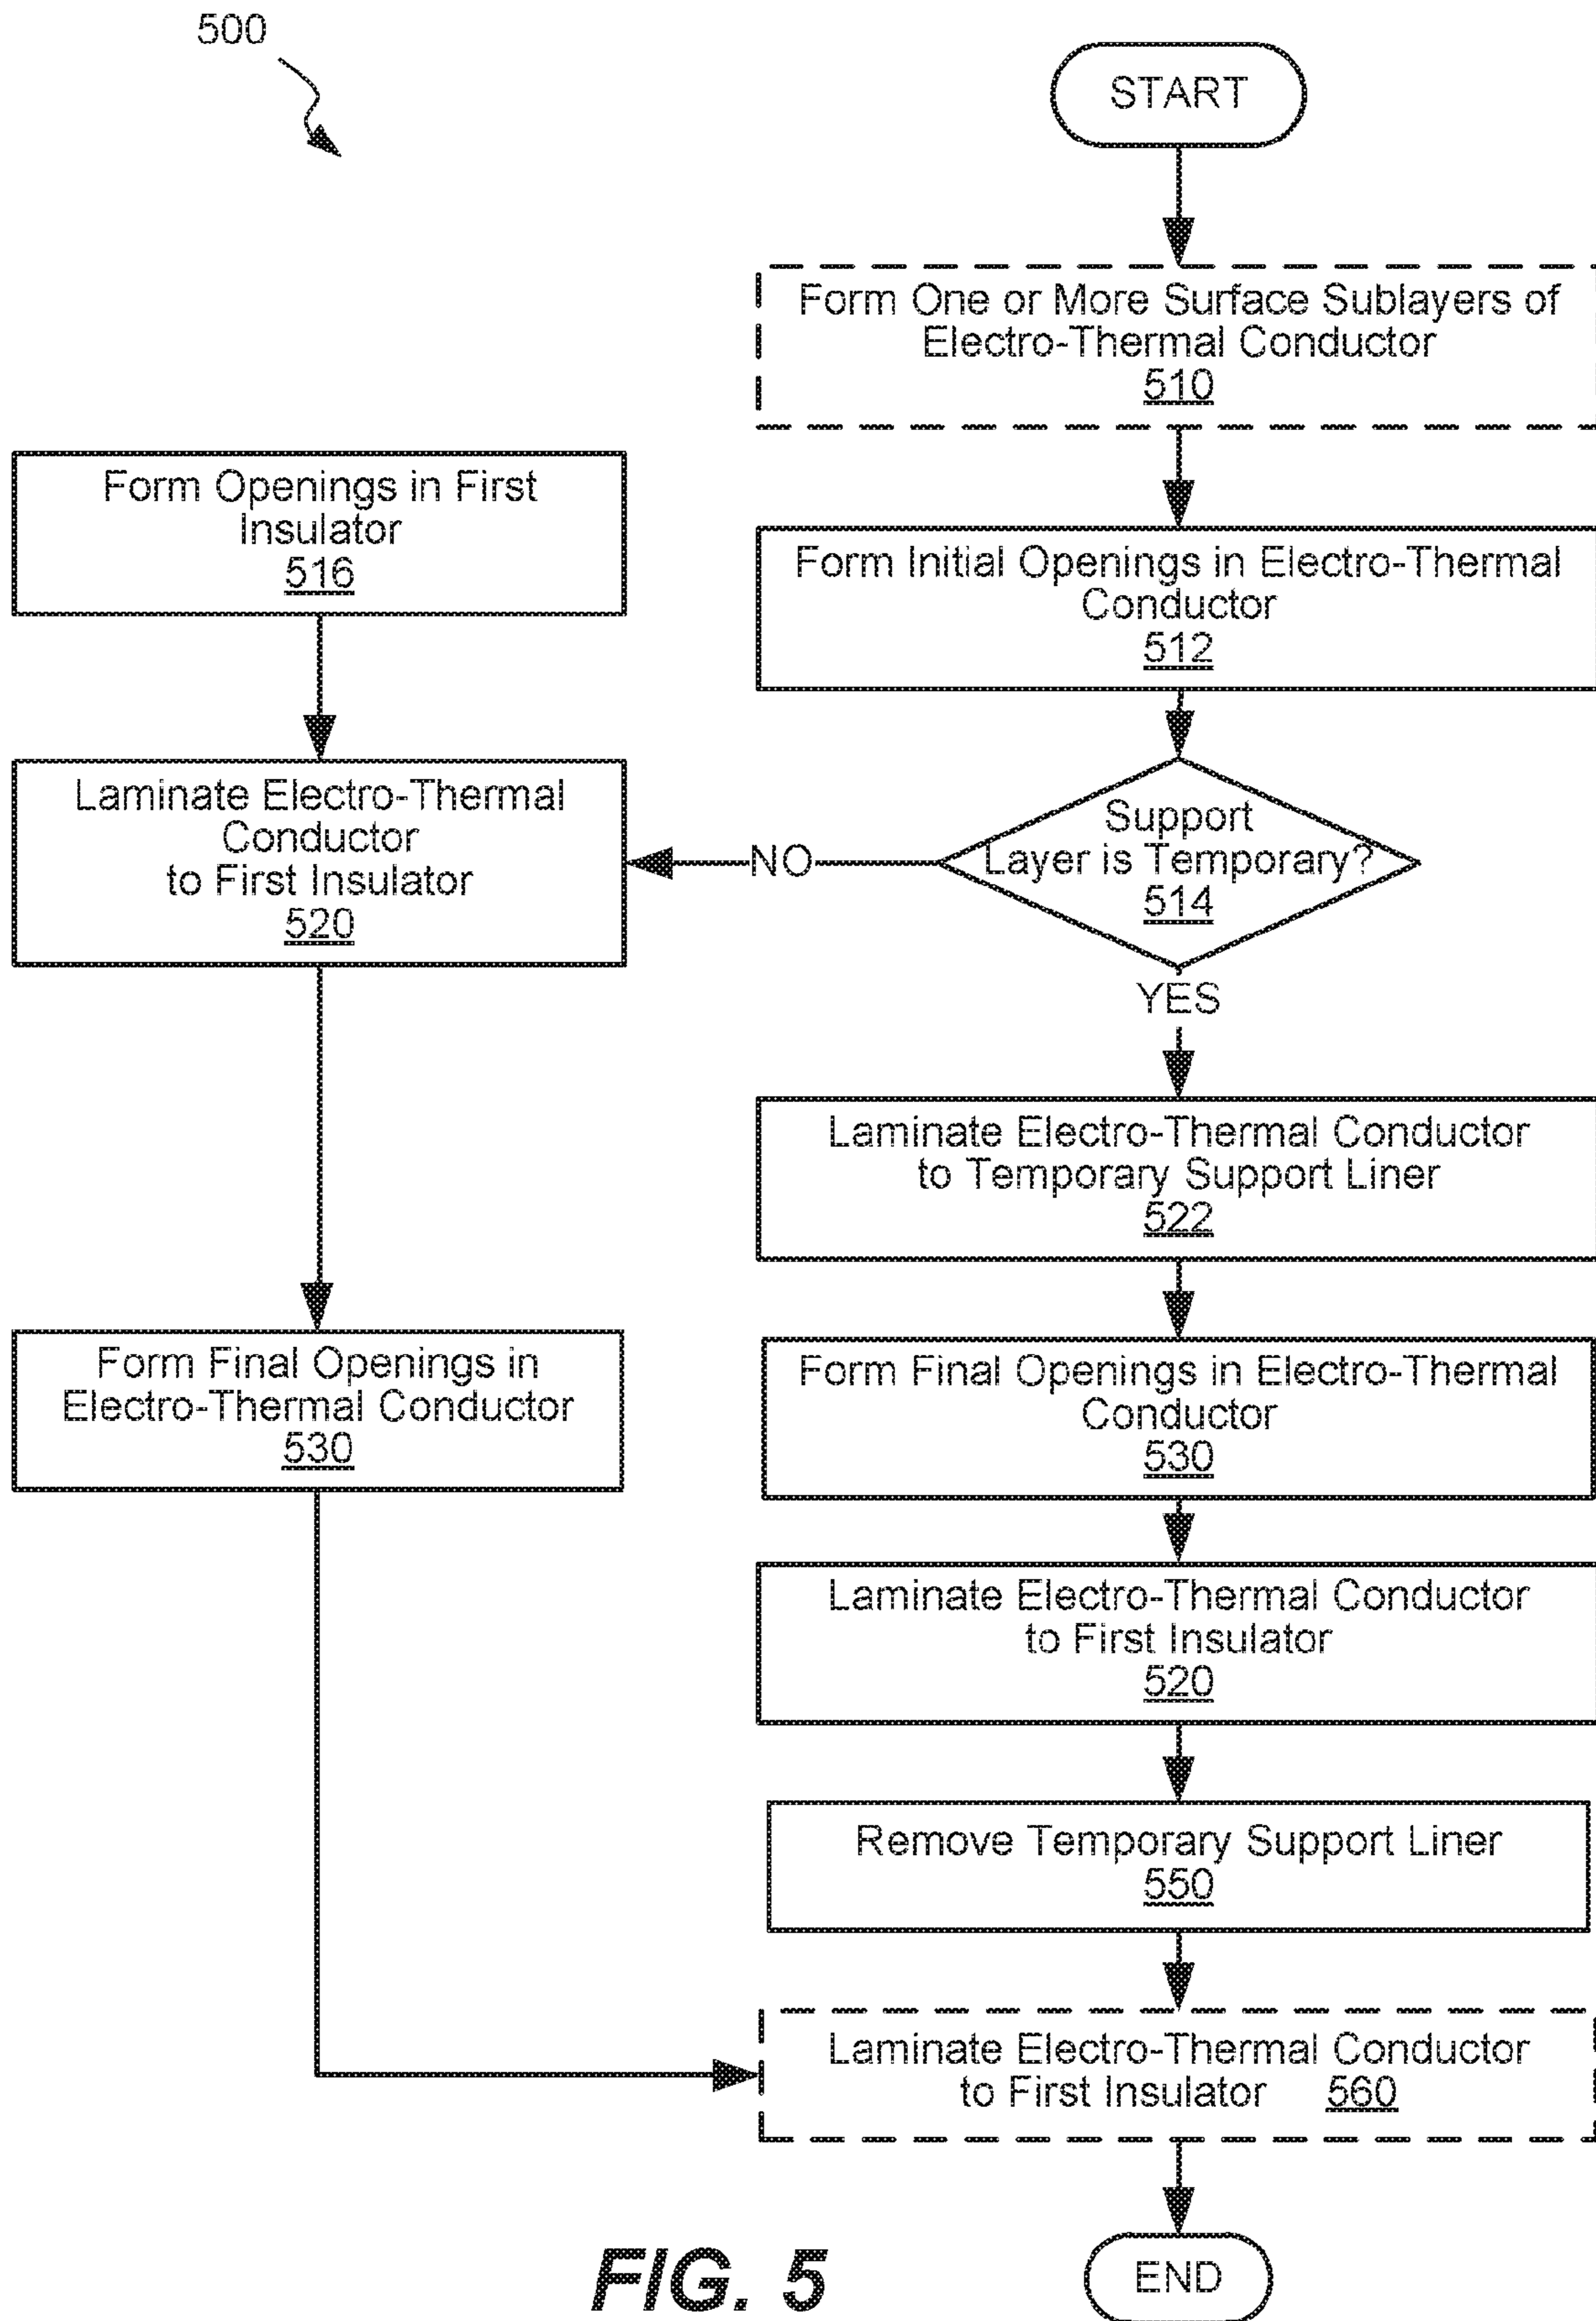 500
START
Form One or More Surface Sublayers of
Electro-Thermal Conductor
510
Form Openings in First
Insulator
516
Form Initial Openings in Electro-Thermal
Conductor
512
Laminate Electro-Thermal
Conductor
to First Insulator
520
NO
Support
Layer is Temporary?
514
YES
Laminate Electro-Thermal Conductor
to Temporary Support Liner
522
Form Final Openings in
Electro-Thermal Conductor
530
Form Final Openings in Electro-Thermal
Conductor
530
Laminate Electro-Thermal Conductor
to First Insulator
520
Remove Temporary Support Liner
550
Laminate Electro-Thermal Conductor
to First Insulator 560
END
FIG. 5